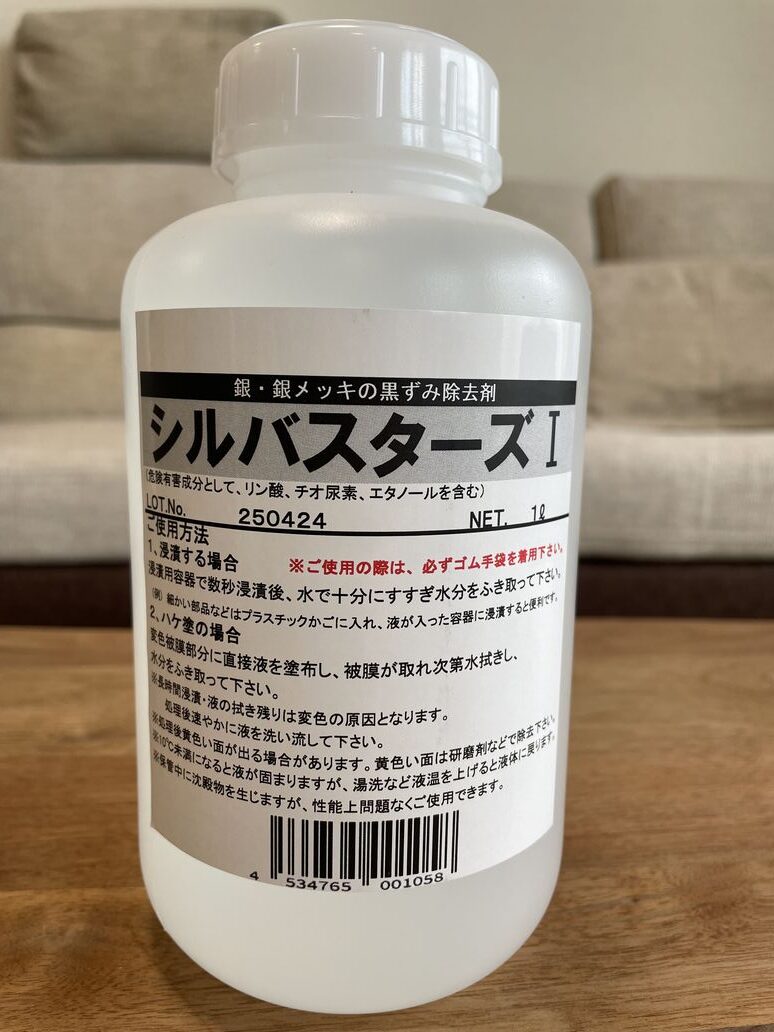 銀・銀メッキの黒ずみ除去剤
シルバスターズⅠ
(危険有害成分として、リン酸、チオ尿素、エタノールを含む)
LOT.No. 250424 NET. 1ℓ
ご使用方法
1、浸漬する場合 ※ご使用の際は、必ずゴム手袋を着用下さい。
浸漬用容器で数秒浸漬後、水で十分にすすぎ水分をふき取って下さい。
(例) 細かい部品などはプラスチックかごに入れ、液が入った容器に浸漬すると便利です。
2、ハケ塗の場合
変色被膜部分に直接液を塗布し、被膜が取れ次第水拭きし、
水分をふき取って下さい。
※長時間浸漬・液の拭き残りは変色の原因となります。
処理後速やかに液を洗い流して下さい。
※処理後黄色い面が出る場合があります。黄色い面は研磨剤などで除去下さい。
※10℃未満になると液が固まりますが、湯洗など液温を上げると液体に戻ります。
※保管中に沈殿物を生じますが、性能上問題なくご使用できます。
4 534765 001058